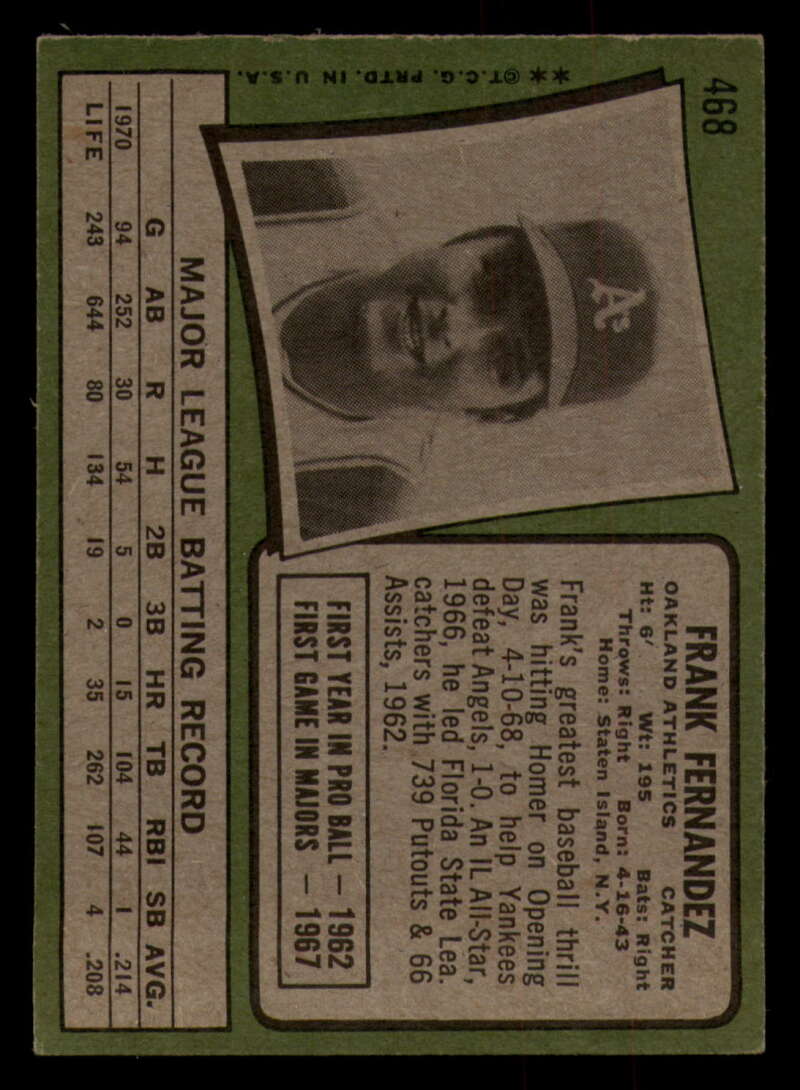 468
FRANK FERNANDEZ
OAKLAND ATHLETICS CATCHER
Ht: 6' Wt: 195 Bats: Right
Throws: Right Born: 4-16-43
Home: Staten Island, N.Y.
Frank's greatest baseball thrill
was hitting Homer on Opening
Day, 4-10-68, to help Yankees
defeat Angels, 1-0. An IL All-Star,
1966, he led Florida State Lea.
catchers with 739 Putouts & 66
Assists, 1962.
FIRST YEAR IN PRO BALL — 1962
FIRST GAME IN MAJORS — 1967
A's
**©T.C.G. PRTD. IN U.S.A.
MAJOR LEAGUE BATTING RECORD
G AB R H 2B 3B HR TB RBI SB AVG.
1970 94 252 30 54 5 0 15 104 44 1 .214
LIFE 243 644 80 134 19 2 35 262 107 4 .208